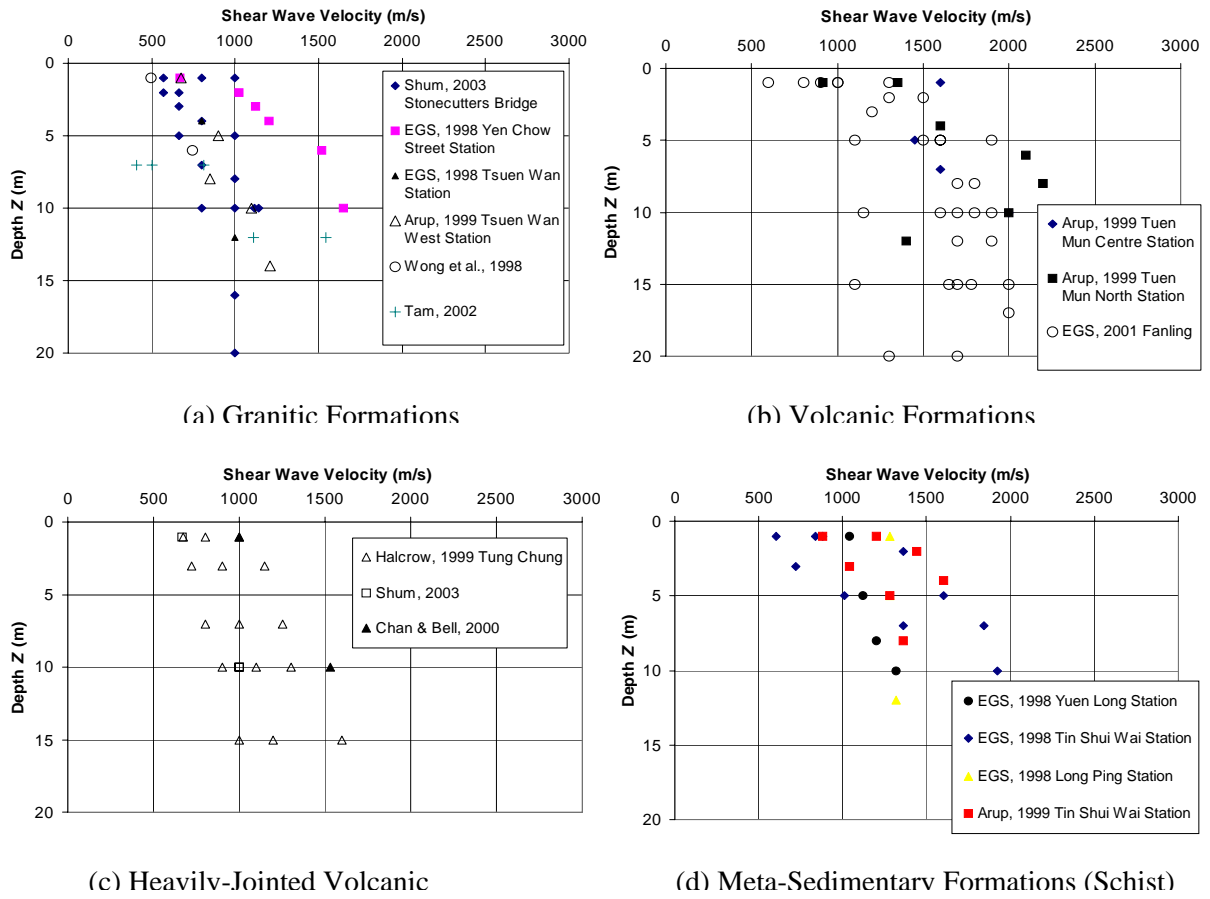 Shear Wave Velocity (m/s)
0 500 1000 1500 2000 2500 3000
0
5
10
15
20
Depth Z (m)
Shum, 2003
Stonecutters Bridge
EGS, 1998 Yen Chow
Street Station
EGS, 1998 Tsuen Wan
Station
Arup, 1999 Tsuen Wan
West Station
Wong et al., 1998
Tam, 2002
(a) Granitic Formations
Shear Wave Velocity (m/s)
0 500 1000 1500 2000 2500 3000
0
5
10
15
20
Depth Z (m)
Arup, 1999 Tuen
Mun Centre Station
Arup, 1999 Tuen
Mun North Station
EGS, 2001 Fanling
(b) Volcanic Formations
Shear Wave Velocity (m/s)
0 500 1000 1500 2000 2500 3000
0
5
10
15
20
Depth Z (m)
Halcrow, 1999 Tung Chung
Shum, 2003
Chan & Bell, 2000
(c) Heavily-Jointed Volcanic
Shear Wave Velocity (m/s)
0 500 1000 1500 2000 2500 3000
0
5
10
15
20
Depth Z (m)
EGS, 1998 Yuen Long Station
EGS, 1998 Tin Shui Wai Station
EGS, 1998 Long Ping Station
Arup, 1999 Tin Shui Wai Station
(d) Meta-Sedimentary Formations (Schist)